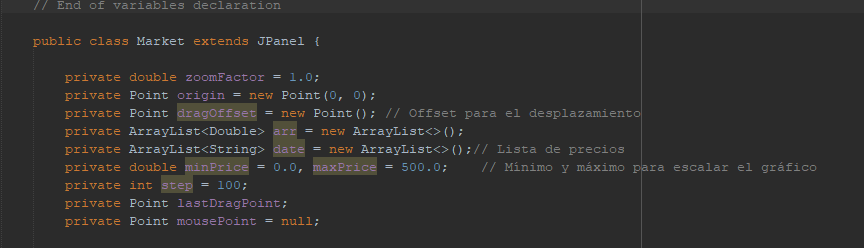 // End of variables declaration
public class Market extends JPanel {
private double zoomFactor = 1.0;
private Point origin = new Point(0, 0);
private Point dragOffset = new Point(); // Offset para el desplazamiento
private ArrayList<Double> arr = new ArrayList<>();
private ArrayList<String> date = new ArrayList<>();// Lista de precios
private double minPrice = 0.0, maxPrice = 500.0;    // Mínimo y máximo para escalar el gráfico
private int step = 100;
private Point lastDragPoint;
private Point mousePoint = null;